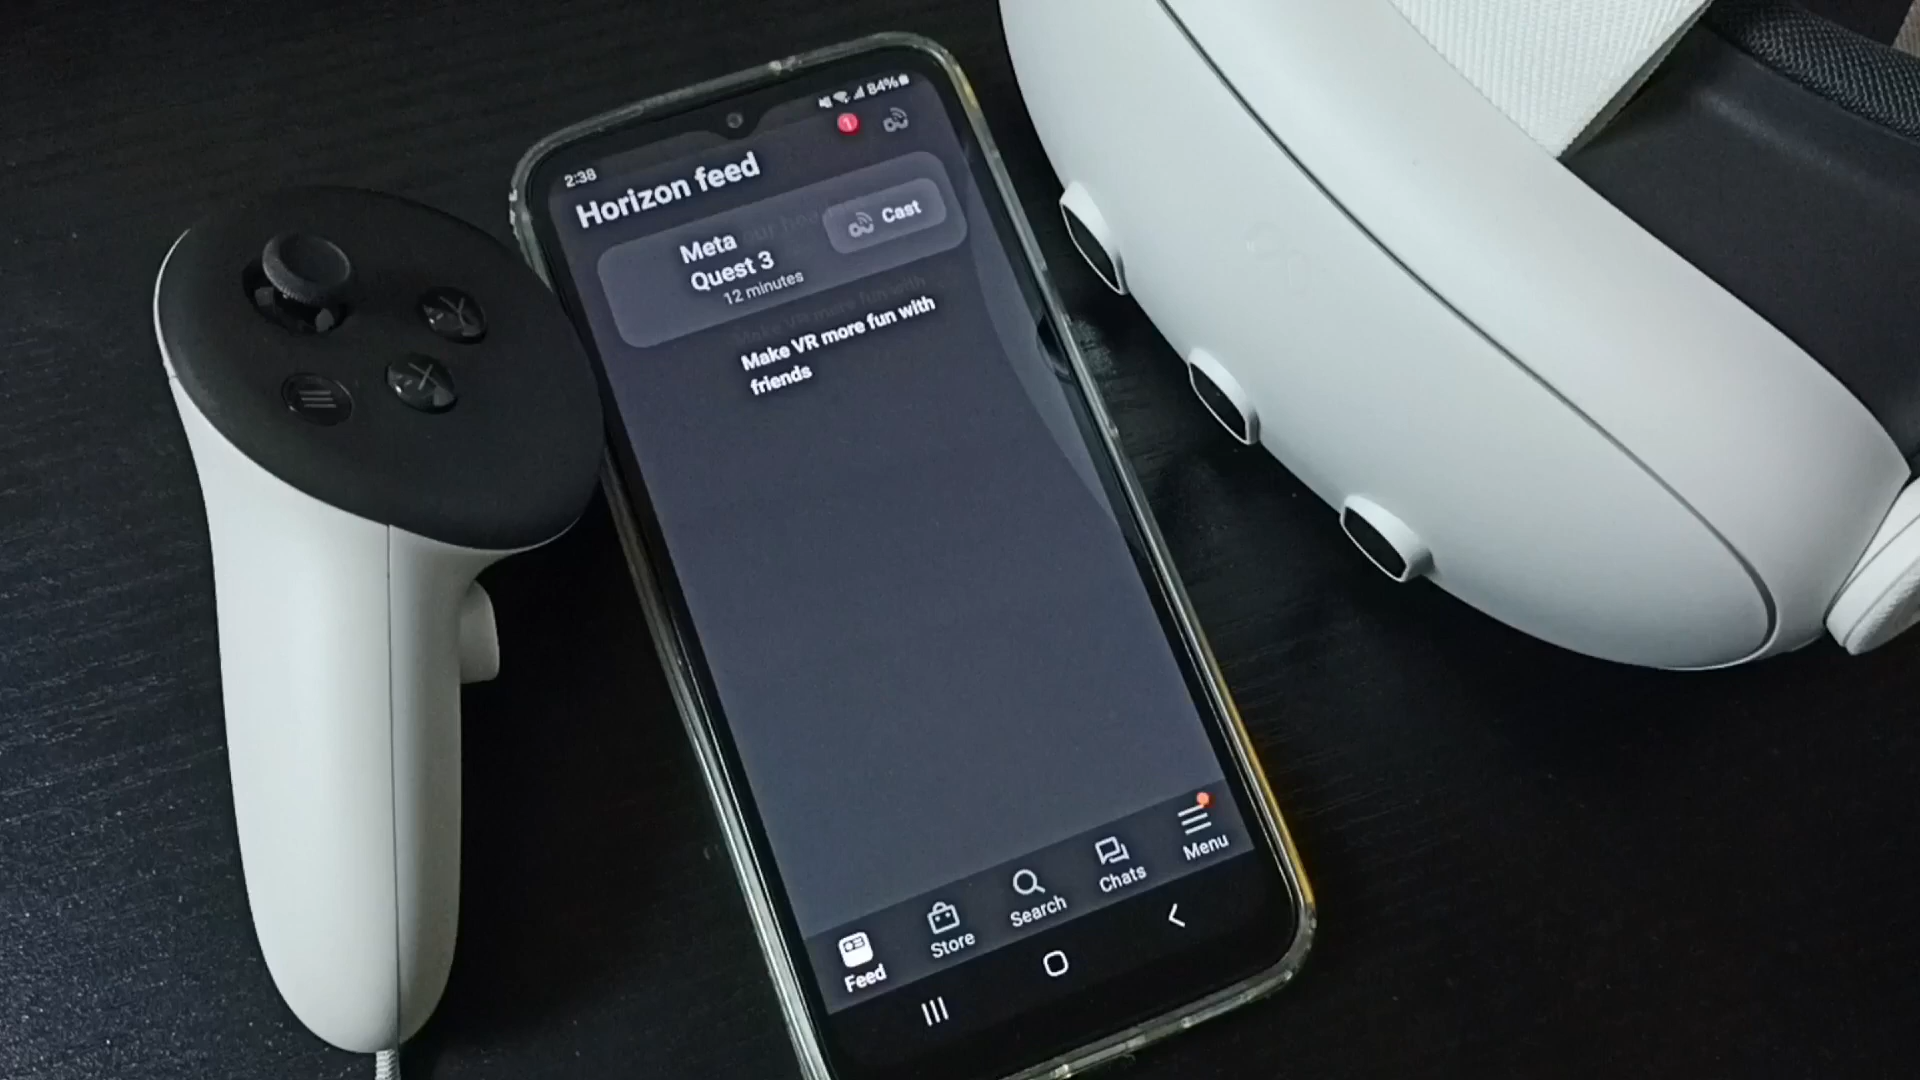 84%
2:38
1
Horizon feed
Meta
Quest 3
12 minutes
Cast
Make VR more fun with
friends
Y
X
Feed
Store
Search
Chats
Menu